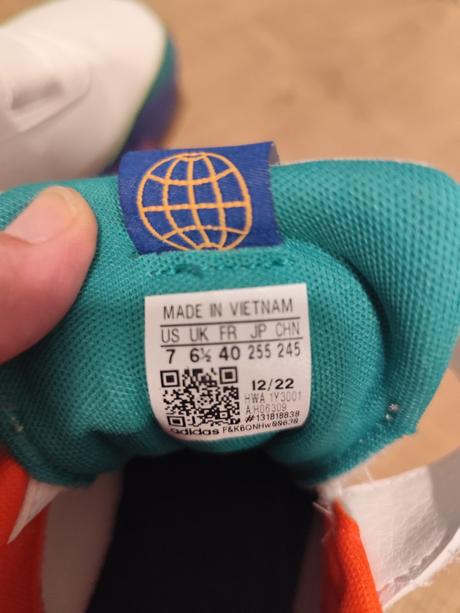 MADE IN VIETNAM
US UK FR JP CHN
7 6½ 40 255 245
12/22
HWA 1Y3001
AH06309
#131818838
adidas F&KBQNHw00630